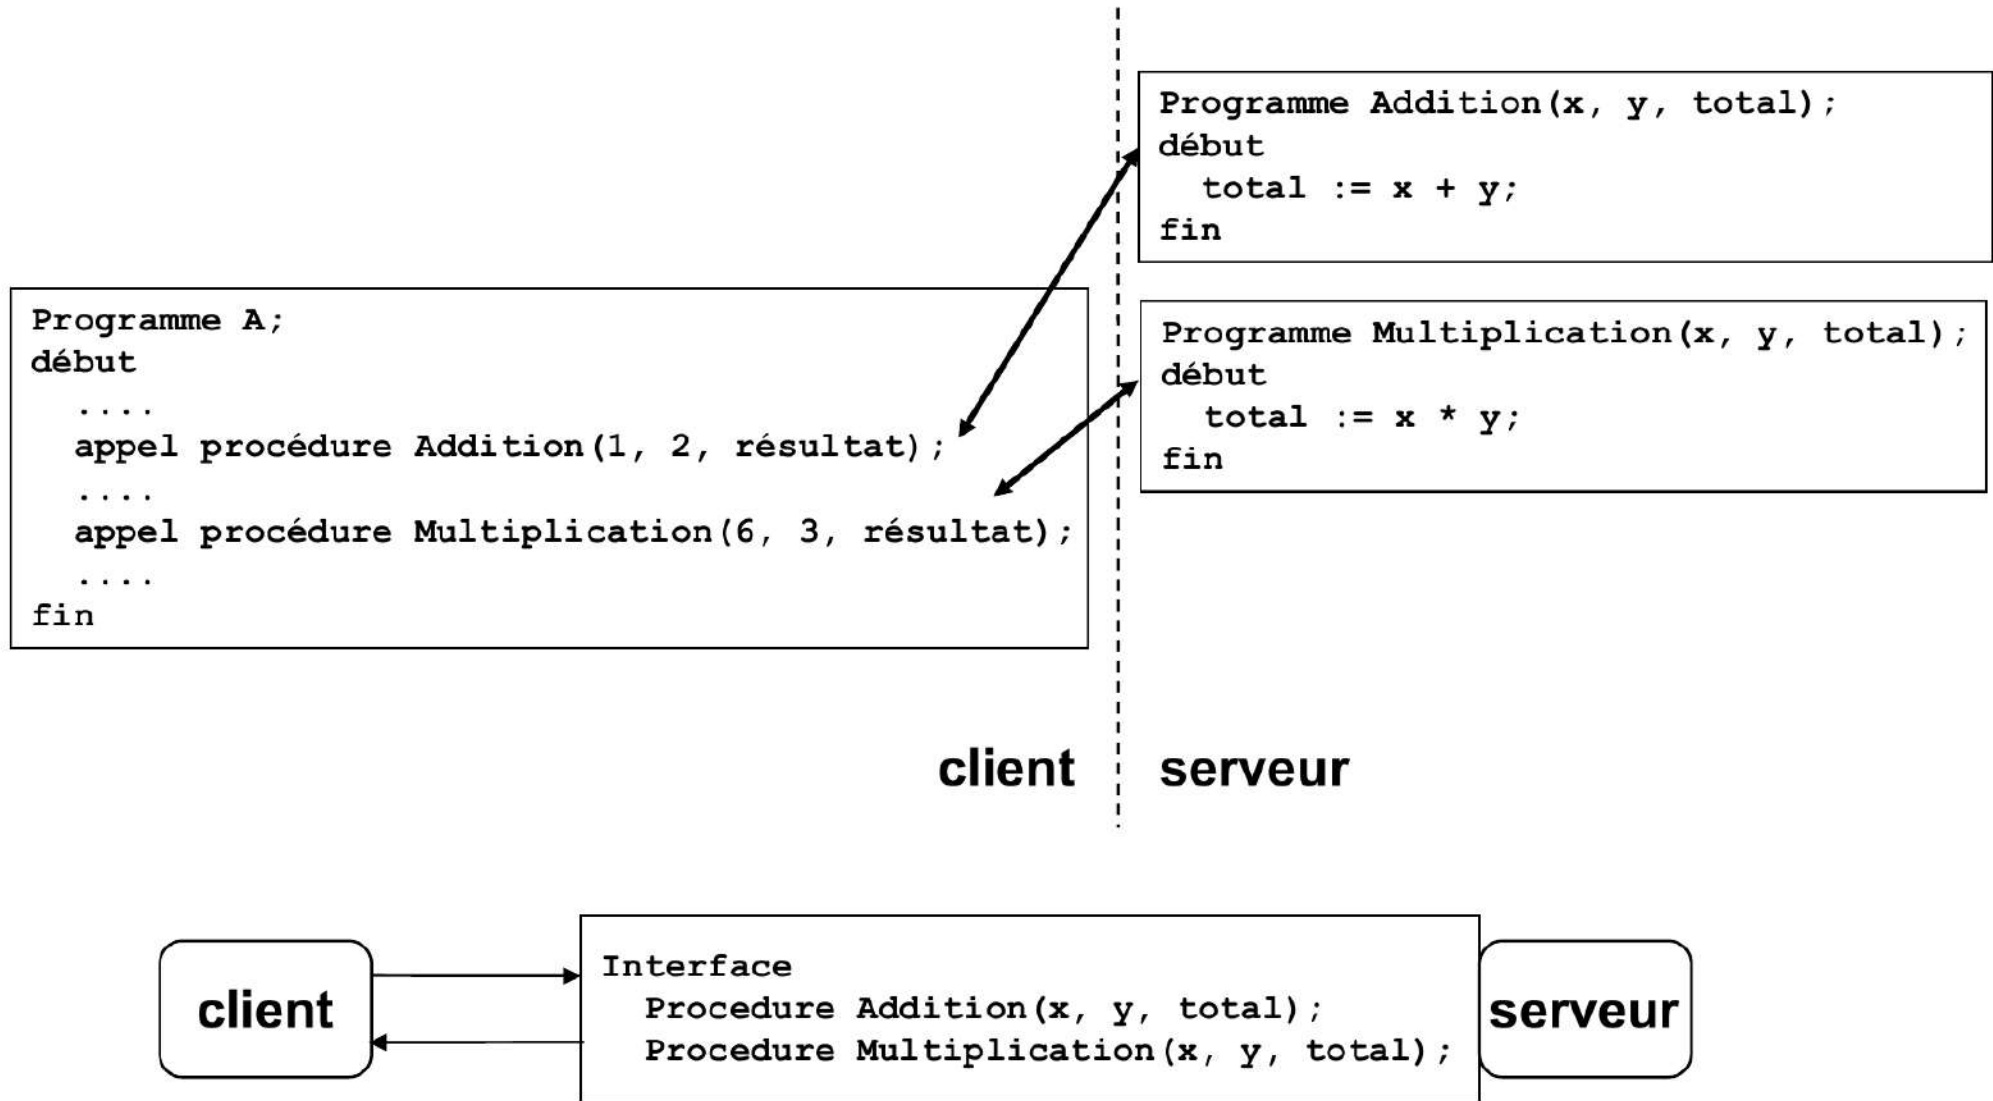 Programme Addition(x, y, total);
début
total := x + y;
fin
Programme A;
début
....
appel procédure Addition(1, 2, résultat);
....
appel procédure Multiplication(6, 3, résultat);
....
fin
Programme Multiplication(x, y, total);
début
total := x * y;
fin
client
serveur
client
Interface
Procedure Addition(x, y, total);
Procedure Multiplication(x, y, total);
serveur